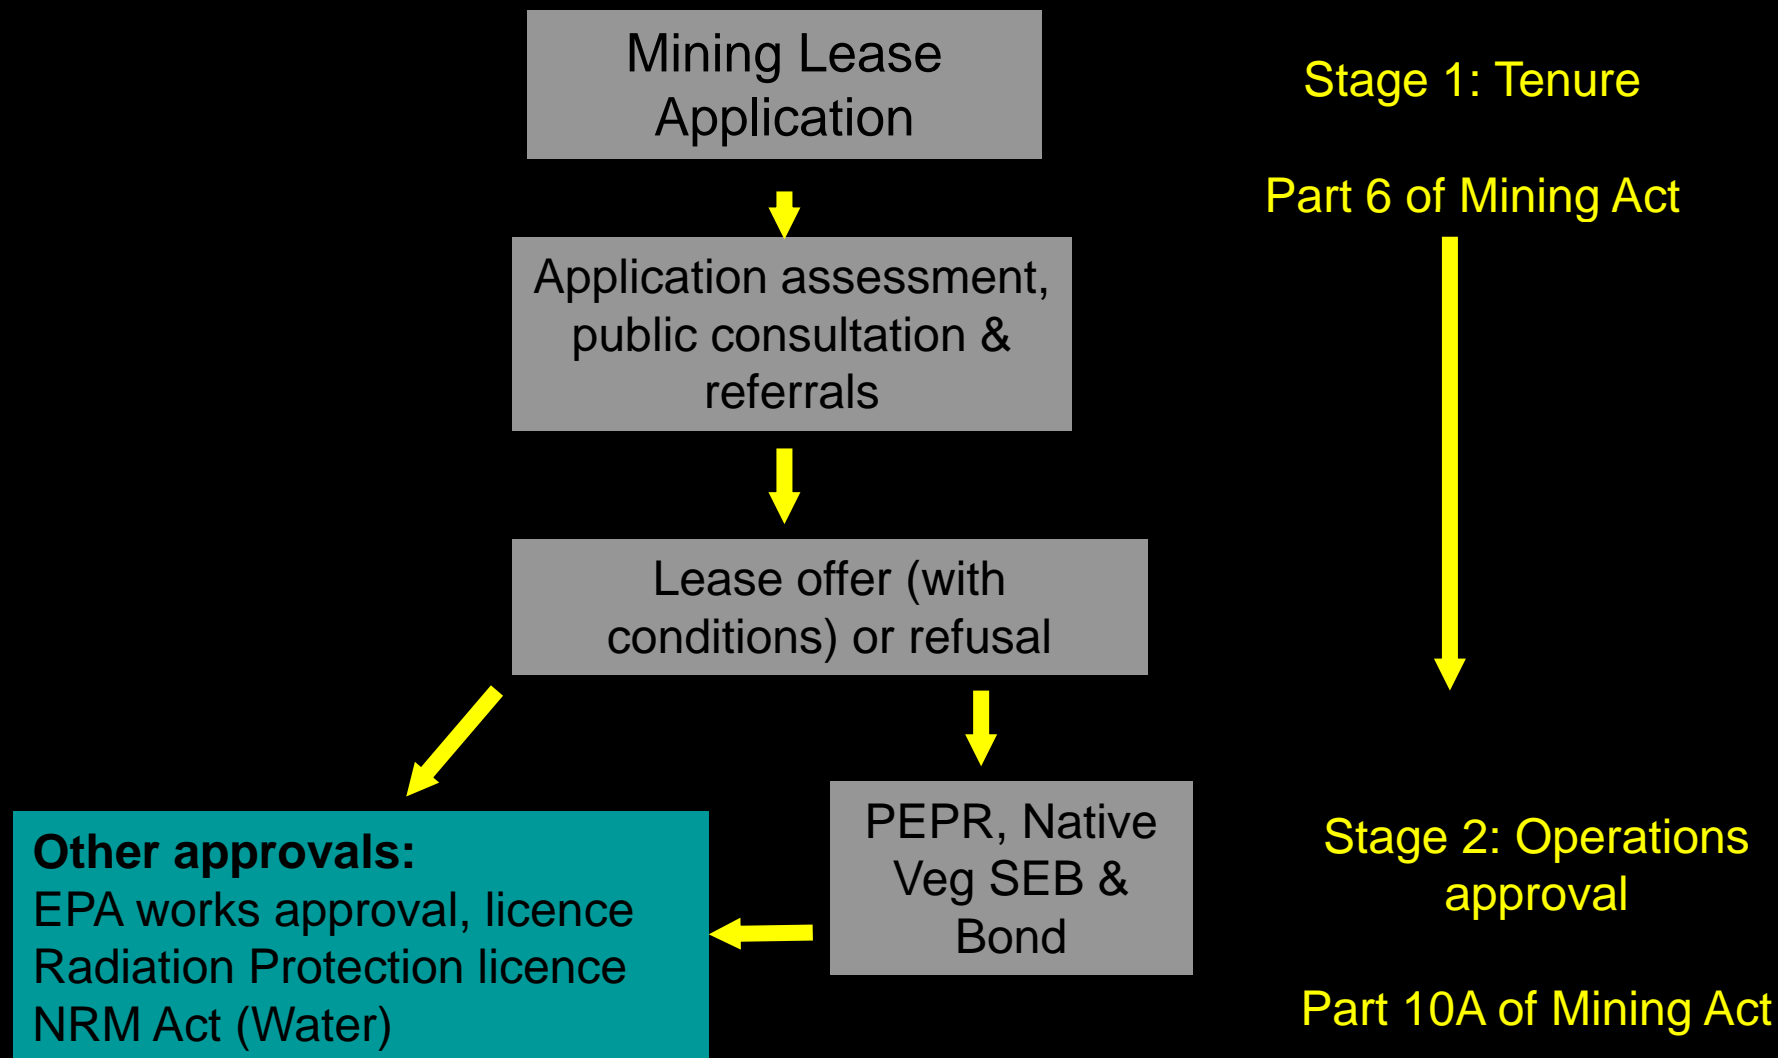 Mining Lease
Application
Stage 1: Tenure
Part 6 of Mining Act
Application assessment,
public consultation &
referrals
Lease offer (with
conditions) or refusal
PEPR, Native
Veg SEB &
Bond
Other approvals:
EPA works approval, licence
Radiation Protection licence
NRM Act (Water)
Stage 2: Operations
approval
Part 10A of Mining Act